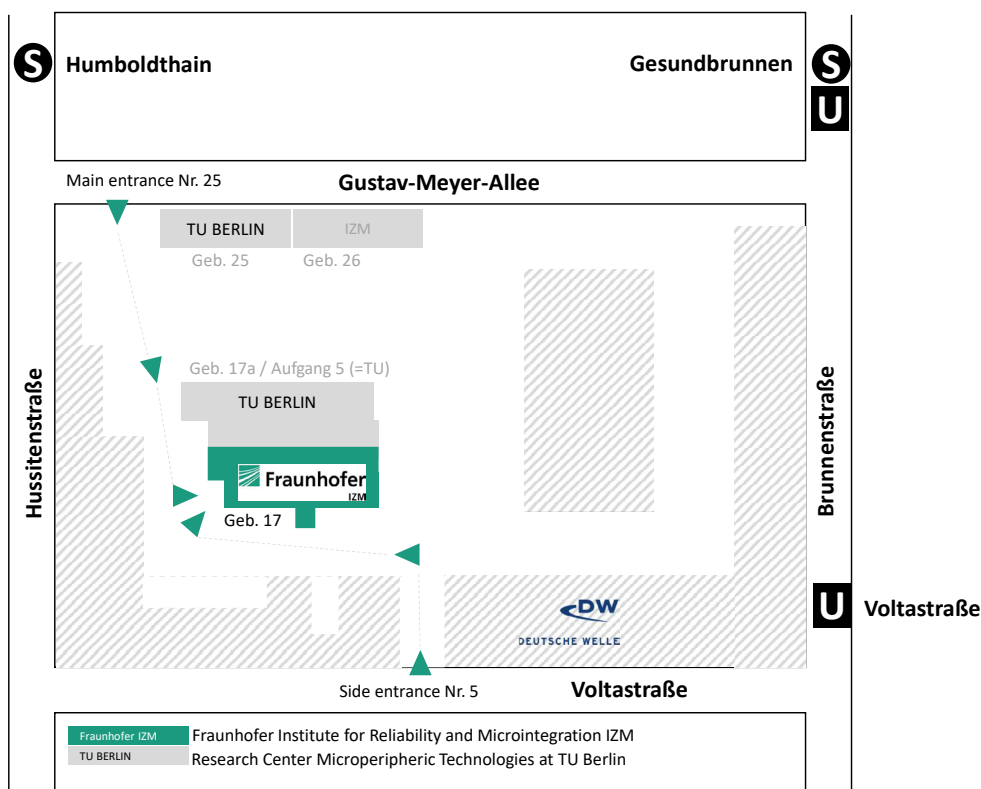 S Humboldthain Gesundbrunnen S
U
Main entrance Nr. 25 Gustav-Meyer-Allee
TU BERLIN IZM
Geb. 25 Geb. 26
Geb. 17a / Aufgang 5 (=TU)
TU BERLIN
Fraunhofer
IZM
Geb. 17
Hussitenstraße
Brunnenstraße
DW
DEUTSCHE WELLE
U Voltastraße
Side entrance Nr. 5 Voltastraße
Fraunhofer IZM Fraunhofer Institute for Reliability and Microintegration IZM
TU BERLIN Research Center Microperipheric Technologies at TU Berlin